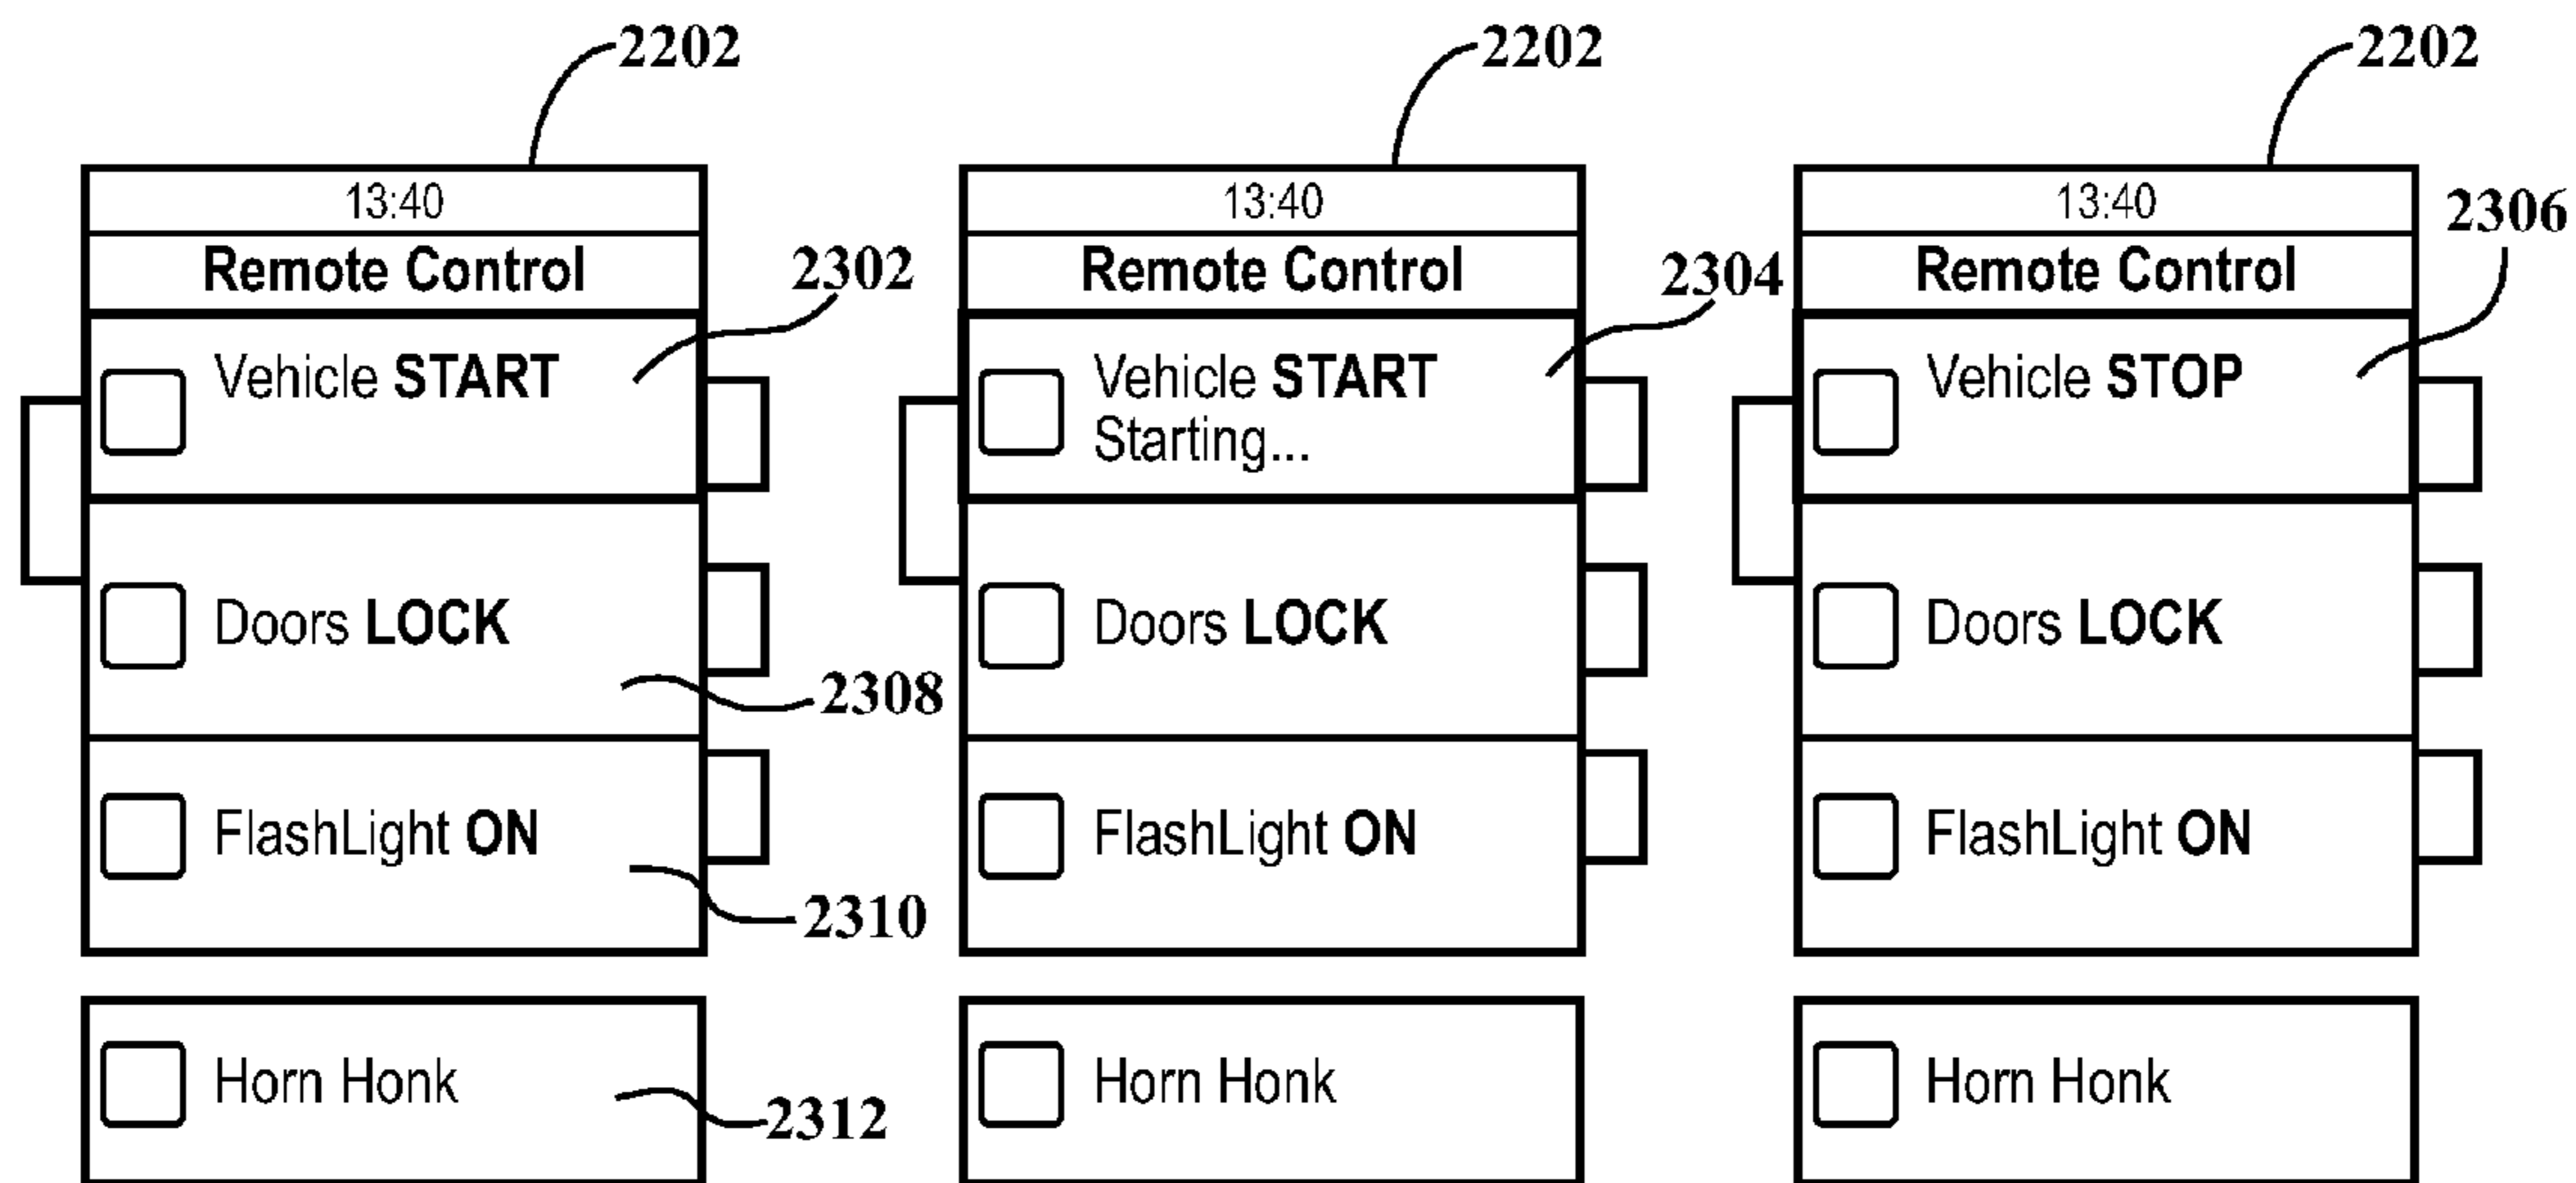 2202
13:40
Remote Control
2302
Vehicle START
Doors LOCK
2308
FlashLight ON
2310
Horn Honk
2312
2202
13:40
Remote Control
2304
Vehicle START
Starting...
Doors LOCK
FlashLight ON
Horn Honk
2202
13:40
2306
Remote Control
Vehicle STOP
Doors LOCK
FlashLight ON
Horn Honk